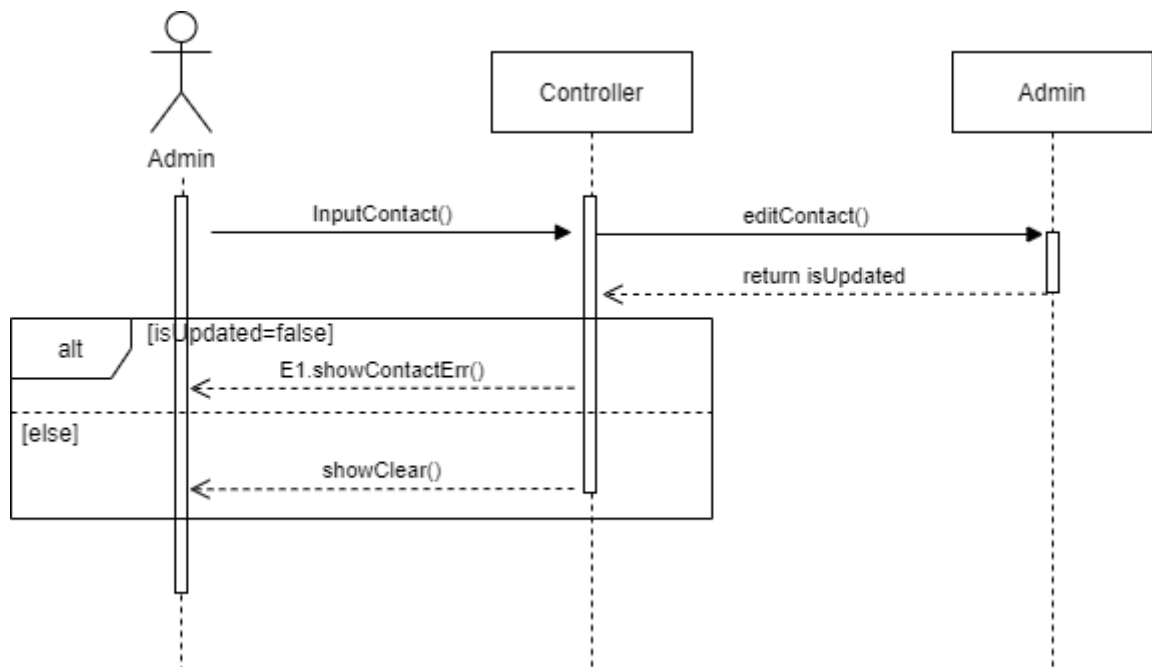 Controller
Admin
Admin
InputContact()
editContact()
return isUpdated
alt
[isUpdated=false]
E1.showContactErr()
[else]
showClear()